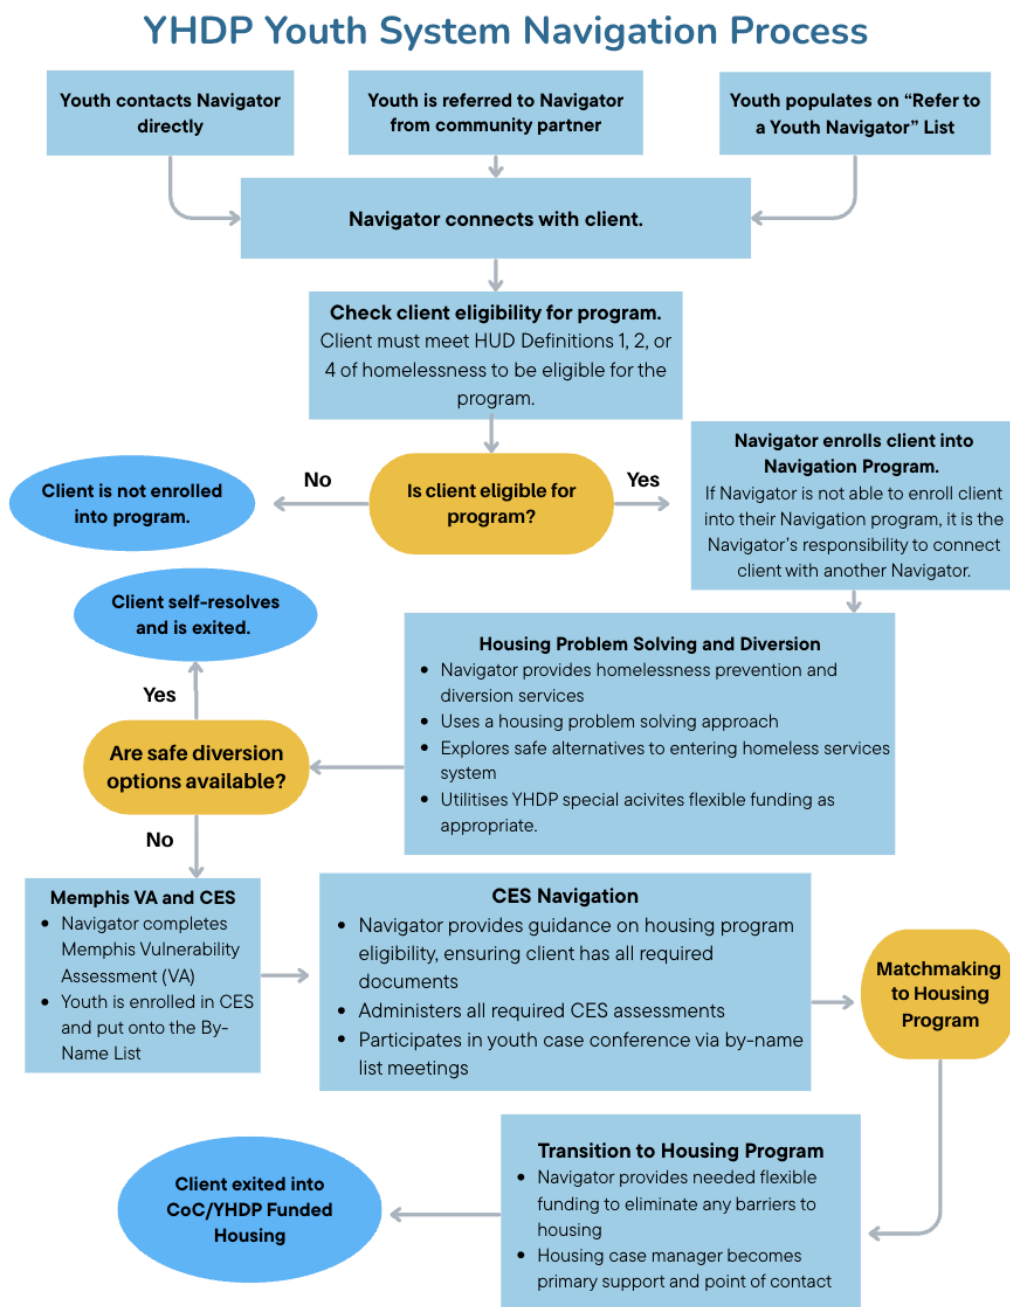 YHDP Youth System Navigation Process
Youth contacts Navigator
directly
Youth is referred to Navigator
from community partner
Youth populates on “Refer to
a Youth Navigator” List
Navigator connects with client.
Check client eligibility for program.
Client must meet HUD Definitions 1, 2, or
4 of homelessness to be eligible for the
program.
Is client eligible for
program?
No
Yes
Client is not enrolled
into program.
Navigator enrolls client into
Navigation Program.
If Navigator is not able to enroll client
into their Navigation program, it is the
Navigator’s responsibility to connect
client with another Navigator.
Housing Problem Solving and Diversion
• Navigator provides homelessness prevention and
diversion services
• Uses a housing problem solving approach
• Explores safe alternatives to entering homeless services
system
• Utilitises YHDP special acivites flexible funding as
appropriate.
Are safe diversion
options available?
Yes
Client self-resolves
and is exited.
No
Memphis VA and CES
• Navigator completes
Memphis Vulnerability
Assessment (VA)
• Youth is enrolled in CES
and put onto the By-
Name List
CES Navigation
• Navigator provides guidance on housing program
eligibility, ensuring client has all required
documents
• Administers all required CES assessments
• Participates in youth case conference via by-name
list meetings
Matchmaking
to Housing
Program
Transition to Housing Program
• Navigator provides needed flexible
funding to eliminate any barriers to
housing
• Housing case manager becomes
primary support and point of contact
Client exited into
CoC/YHDP Funded
Housing